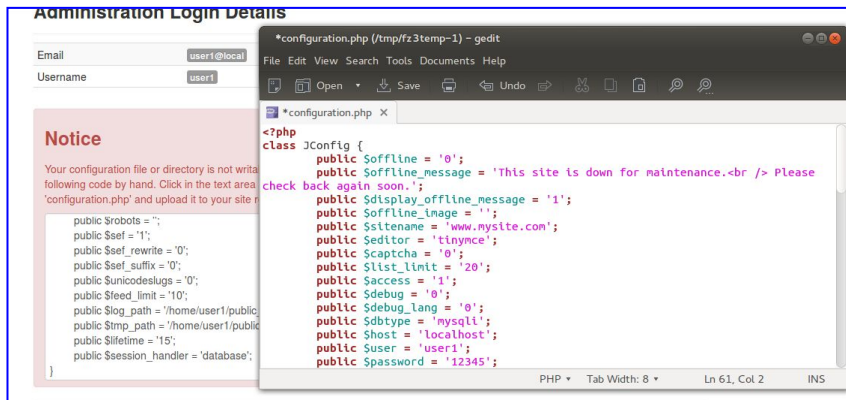 Administration Login Details
Email user1@local
Username user1
Notice
Your configuration file or directory is not
following code by hand. Click in the text area
'configuration.php' and upload it to your site
public $robots = '';
public $sef = '1';
public $sef_rewrite = '0';
public $sef_suffix = '0';
public $unicodeslugs = '0';
public $feed_limit = '10';
public $log_path = '/home/user1/public_
public $tmp_path = '/home/user1/public
public $lifetime = '15';
public $session_handler = 'database';
}
*configuration.php (/tmp/fz3temp-1) – gedit
File Edit View Search Tools Documents Help
Open Save Undo
*configuration.php ×
<?php
class JConfig {
public $offline = '0';
public $offline_message = 'This site is down for maintenance.<br /> Please
check back again soon.';
public $display_offline_message = '1';
public $offline_image = '';
public $sitename = 'www.mysite.com';
public $editor = 'tinymce';
public $captcha = '0';
public $list_limit = '20';
public $access = '1';
public $debug = '0';
public $debug_lang = '0';
public $dbtype = 'mysqli';
public $host = 'localhost';
public $user = 'user1';
public $password = '12345';
PHP Tab Width: 8 Ln 61, Col 2 INS